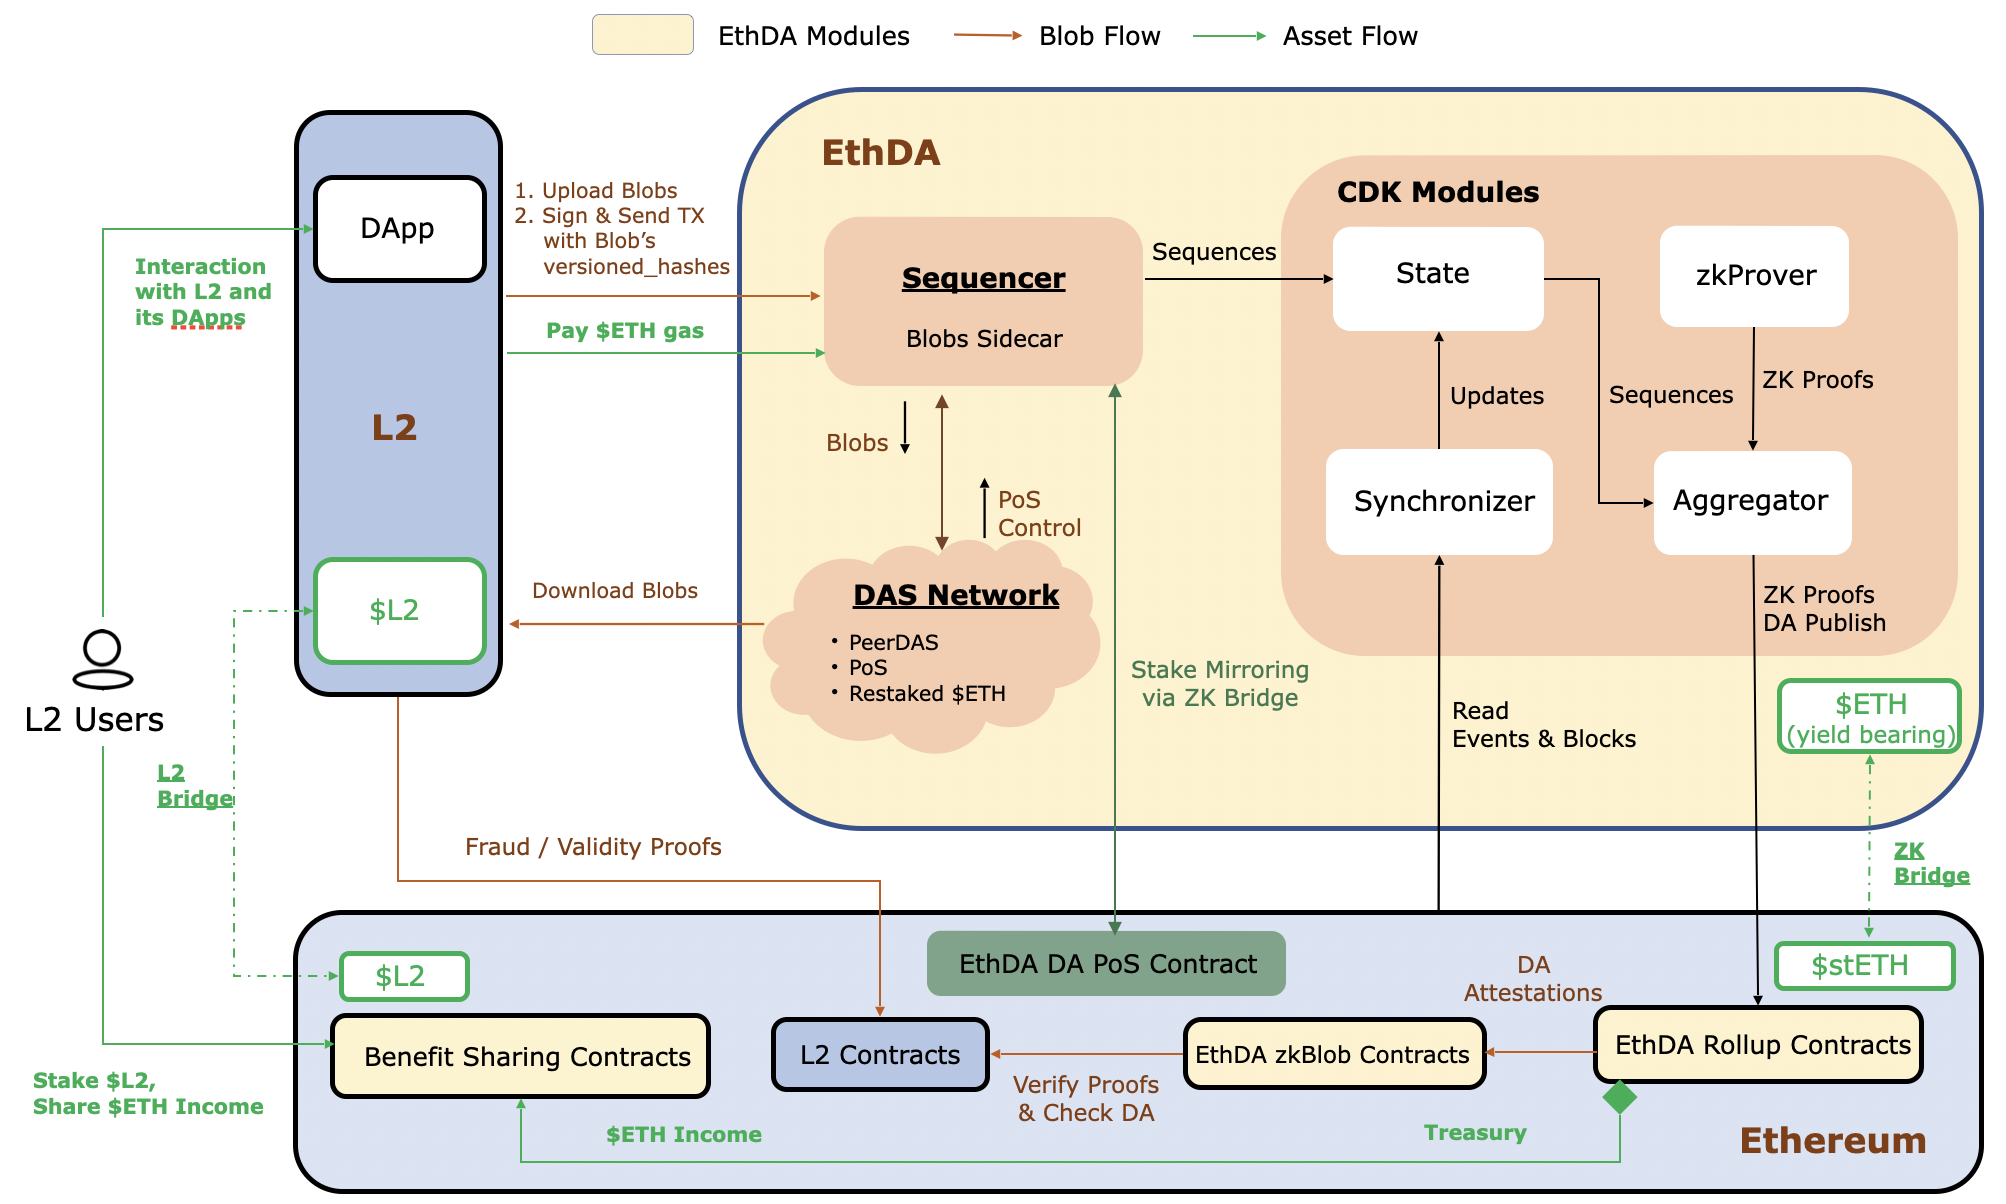 EthDA Modules
Blob Flow
Asset Flow
EthDA
CDK Modules
DApp
1. Upload Blobs
2. Sign & Send TX
with Blob’s
versioned_hashes
Interaction
with L2 and
its DApps
Pay $ETH gas
L2
Sequencer
Blobs Sidecar
Sequences
State
zkProver
Updates
Sequences
ZK Proofs
Blobs
PoS
Control
Synchronizer
Aggregator
$L2
Download Blobs
DAS Network
• PeerDAS
• PoS
• Restaked $ETH
ZK Proofs
DA Publish
Stake Mirroring
via ZK Bridge
Read
Events & Blocks
$ETH
(yield bearing)
L2 Users
L2
Bridge
Fraud / Validity Proofs
ZK
Bridge
$L2
EthDA DA PoS Contract
DA
Attestations
$stETH
Benefit Sharing Contracts
L2 Contracts
EthDA zkBlob Contracts
EthDA Rollup Contracts
Stake $L2,
Share $ETH Income
Verify Proofs
& Check DA
$ETH Income
Treasury
Ethereum